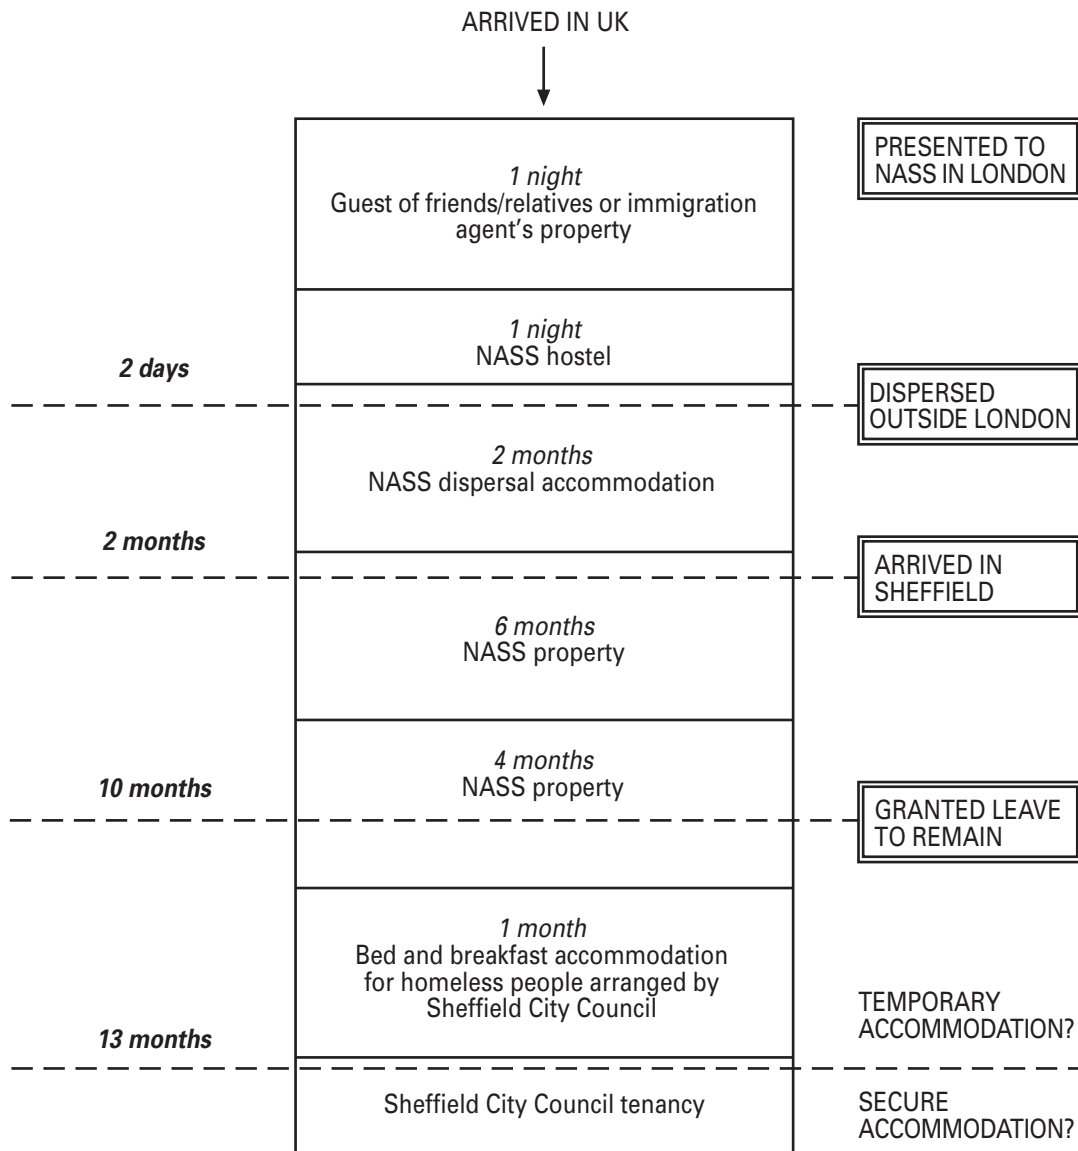 ARRIVED IN UK
PRESENTED TO
NASS IN LONDON
1 night
Guest of friends/relatives or immigration
agent's property
1 night
NASS hostel
2 days
DISPERSED
OUTSIDE LONDON
2 months
NASS dispersal accommodation
2 months
ARRIVED IN
SHEFFIELD
6 months
NASS property
4 months
NASS property
10 months
GRANTED LEAVE
TO REMAIN
1 month
Bed and breakfast accommodation
for homeless people arranged by
Sheffield City Council
TEMPORARY
ACCOMMODATION?
13 months
Sheffield City Council tenancy
SECURE
ACCOMMODATION?